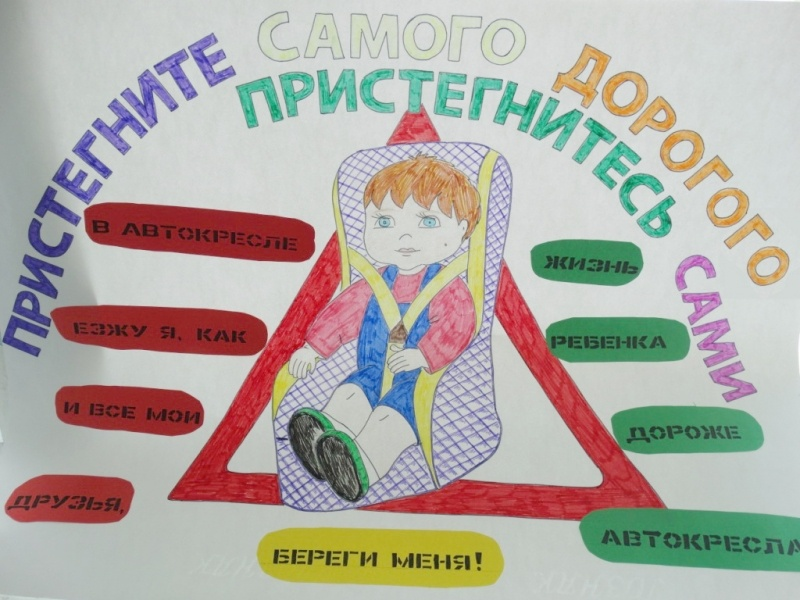 ПРИСТЕГНИТЕ САМОГО ДОРОГОГО
ПРИСТЕГНИТЕСЬ САМИ
В АВТОКРЕСЛЕ
ЕЗЖУ Я, КАК
И ВСЕ МОИ
ДРУЗЬЯ,
ЖИЗНЬ
РЕБЕНКА
ДОРОЖЕ
АВТОКРЕСЛА
БЕРЕГИ МЕНЯ!